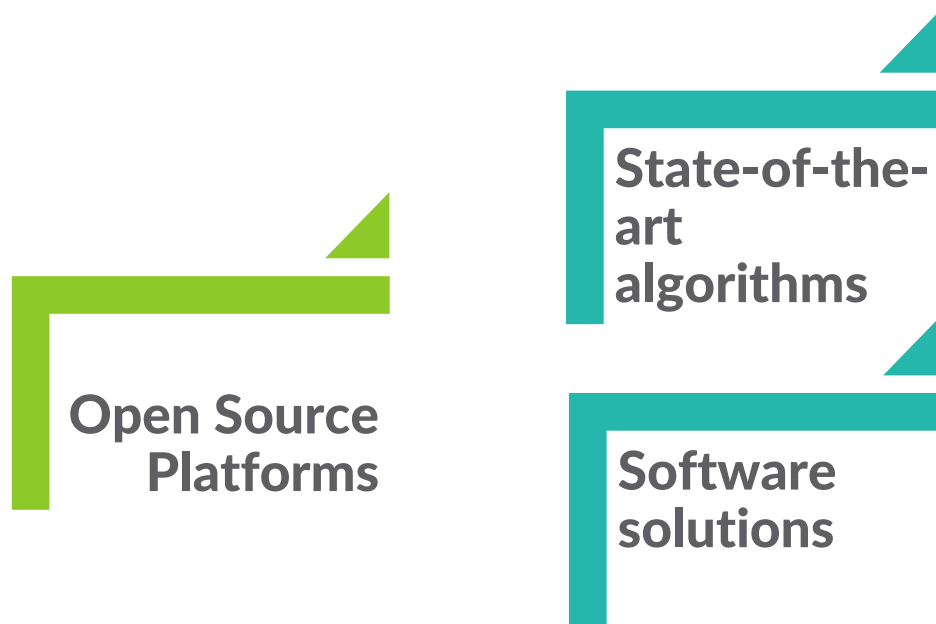 State-of-the-
art
algorithms
Open Source
Platforms
Software
solutions